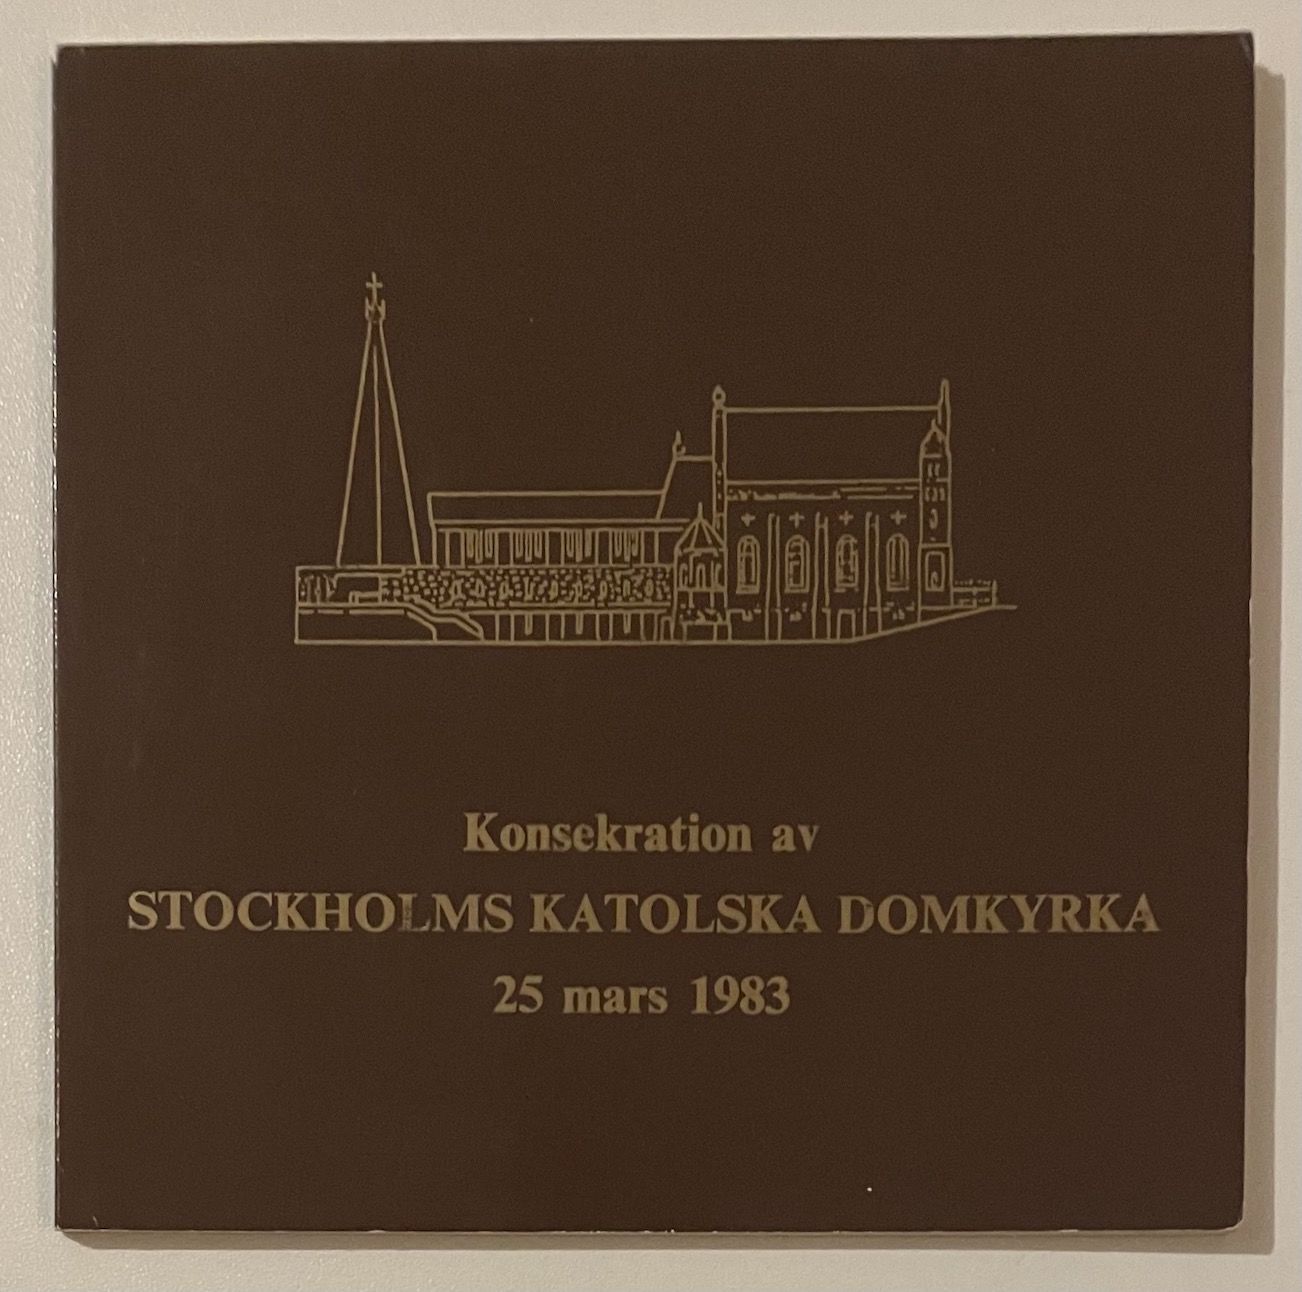 Konsekration av
STOCKHOLMS KATOLSKA DOMKYRKA
25 mars 1983